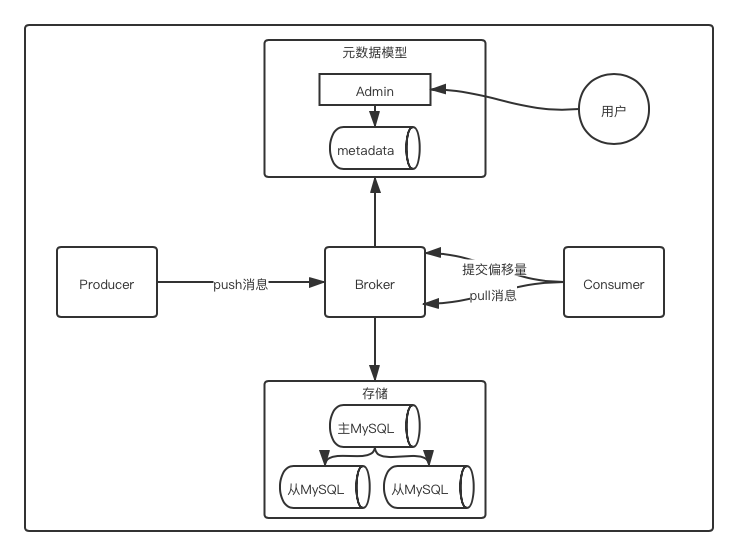 元数据模型
Admin
用户
metadata
提交偏移量
Producer
push消息
Broker
Consumer
pull消息
存储
主MySQL
从MySQL
从MySQL